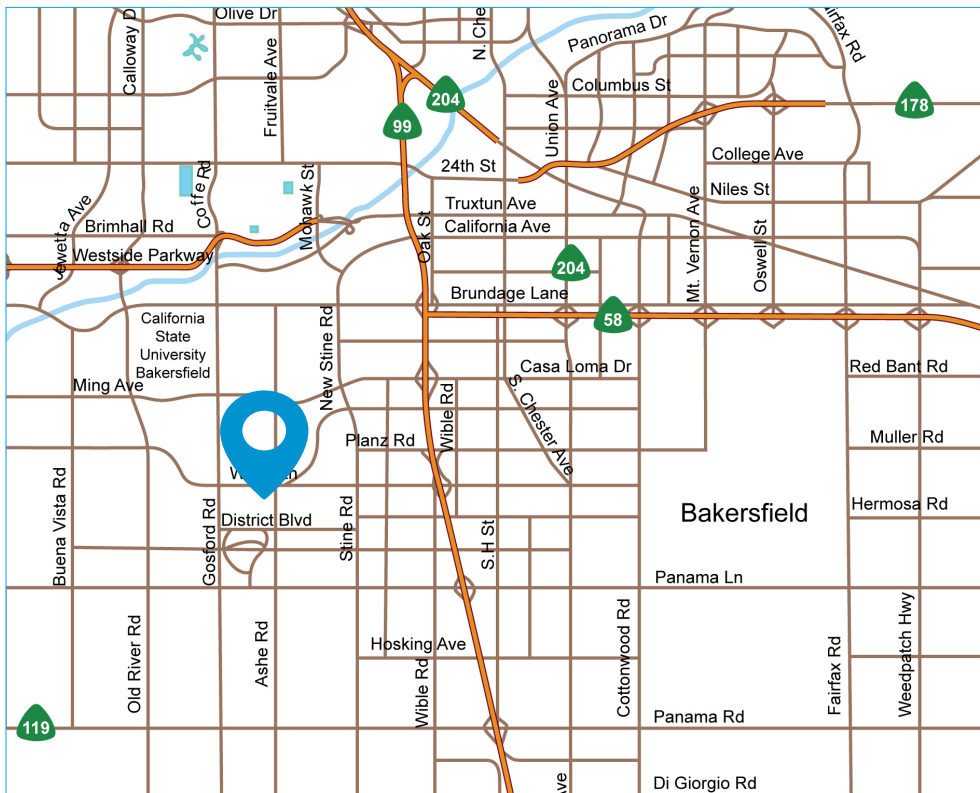 Olive Dr
Calloway D
Fruitvale Ave
N. Che
Panorama Dr
airfax Rd
Columbus St
204
178
99
Union Ave
24th St
College Ave
Niles St
Coffe Rd
Mohawk St
Jewetta Ave
Truxtun Ave
Brimhall Rd
California Ave
Oak St
Westside Parkway
Mt. Vernon Ave
Oswell St
204
Brundage Lane
58
California
State
University
Bakersfield
New Stine Rd
Casa Loma Dr
Red Bant Rd
Ming Ave
S. Chester Ave
Wible Rd
Planz Rd
Muller Rd
Buena Vista Rd
Gosford Rd
District Blvd
Stine Rd
S.H St
Bakersfield
Hermosa Rd
Panama Ln
Old River Rd
Ashe Rd
Hosking Ave
Wible Rd
Cottonwood Rd
Fairfax Rd
Weedpatch Hwy
119
Panama Rd
Di Giorgio Rd